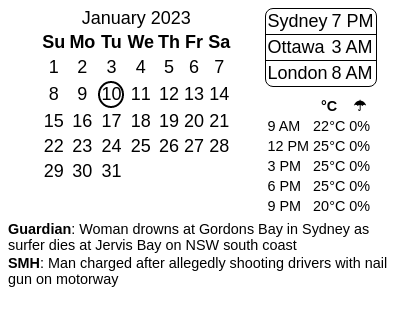 January 2023
Su Mo Tu We Th Fr Sa
1 2 3 4 5 6 7
8 9 10 11 12 13 14
15 16 17 18 19 20 21
22 23 24 25 26 27 28
29 30 31
Sydney 7 PM
Ottawa 3 AM
London 8 AM
°C ☂
9 AM 22°C 0%
12 PM 25°C 0%
3 PM 25°C 0%
6 PM 25°C 0%
9 PM 20°C 0%
Guardian: Woman drowns at Gordons Bay in Sydney as
surfer dies at Jervis Bay on NSW south coast
SMH: Man charged after allegedly shooting drivers with nail
gun on motorway